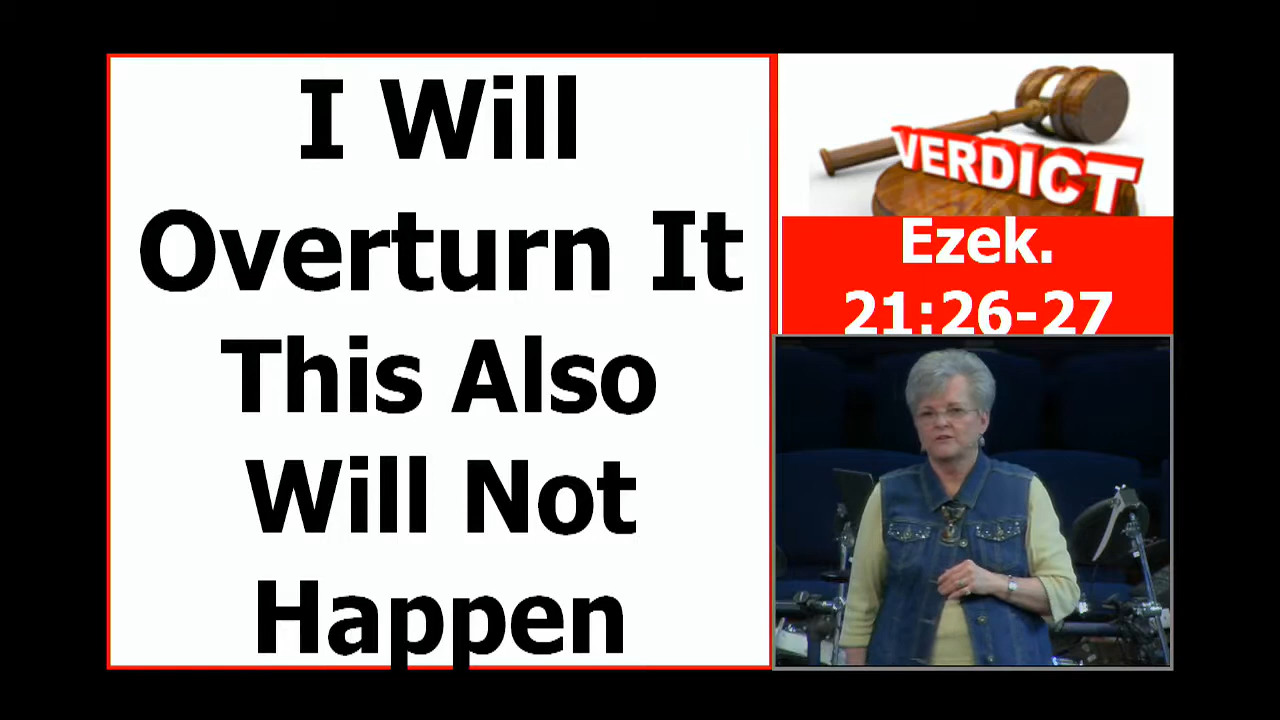 I Will
Overturn It
This Also
Will Not
Happen
VERDICT
Ezek.
21:26-27